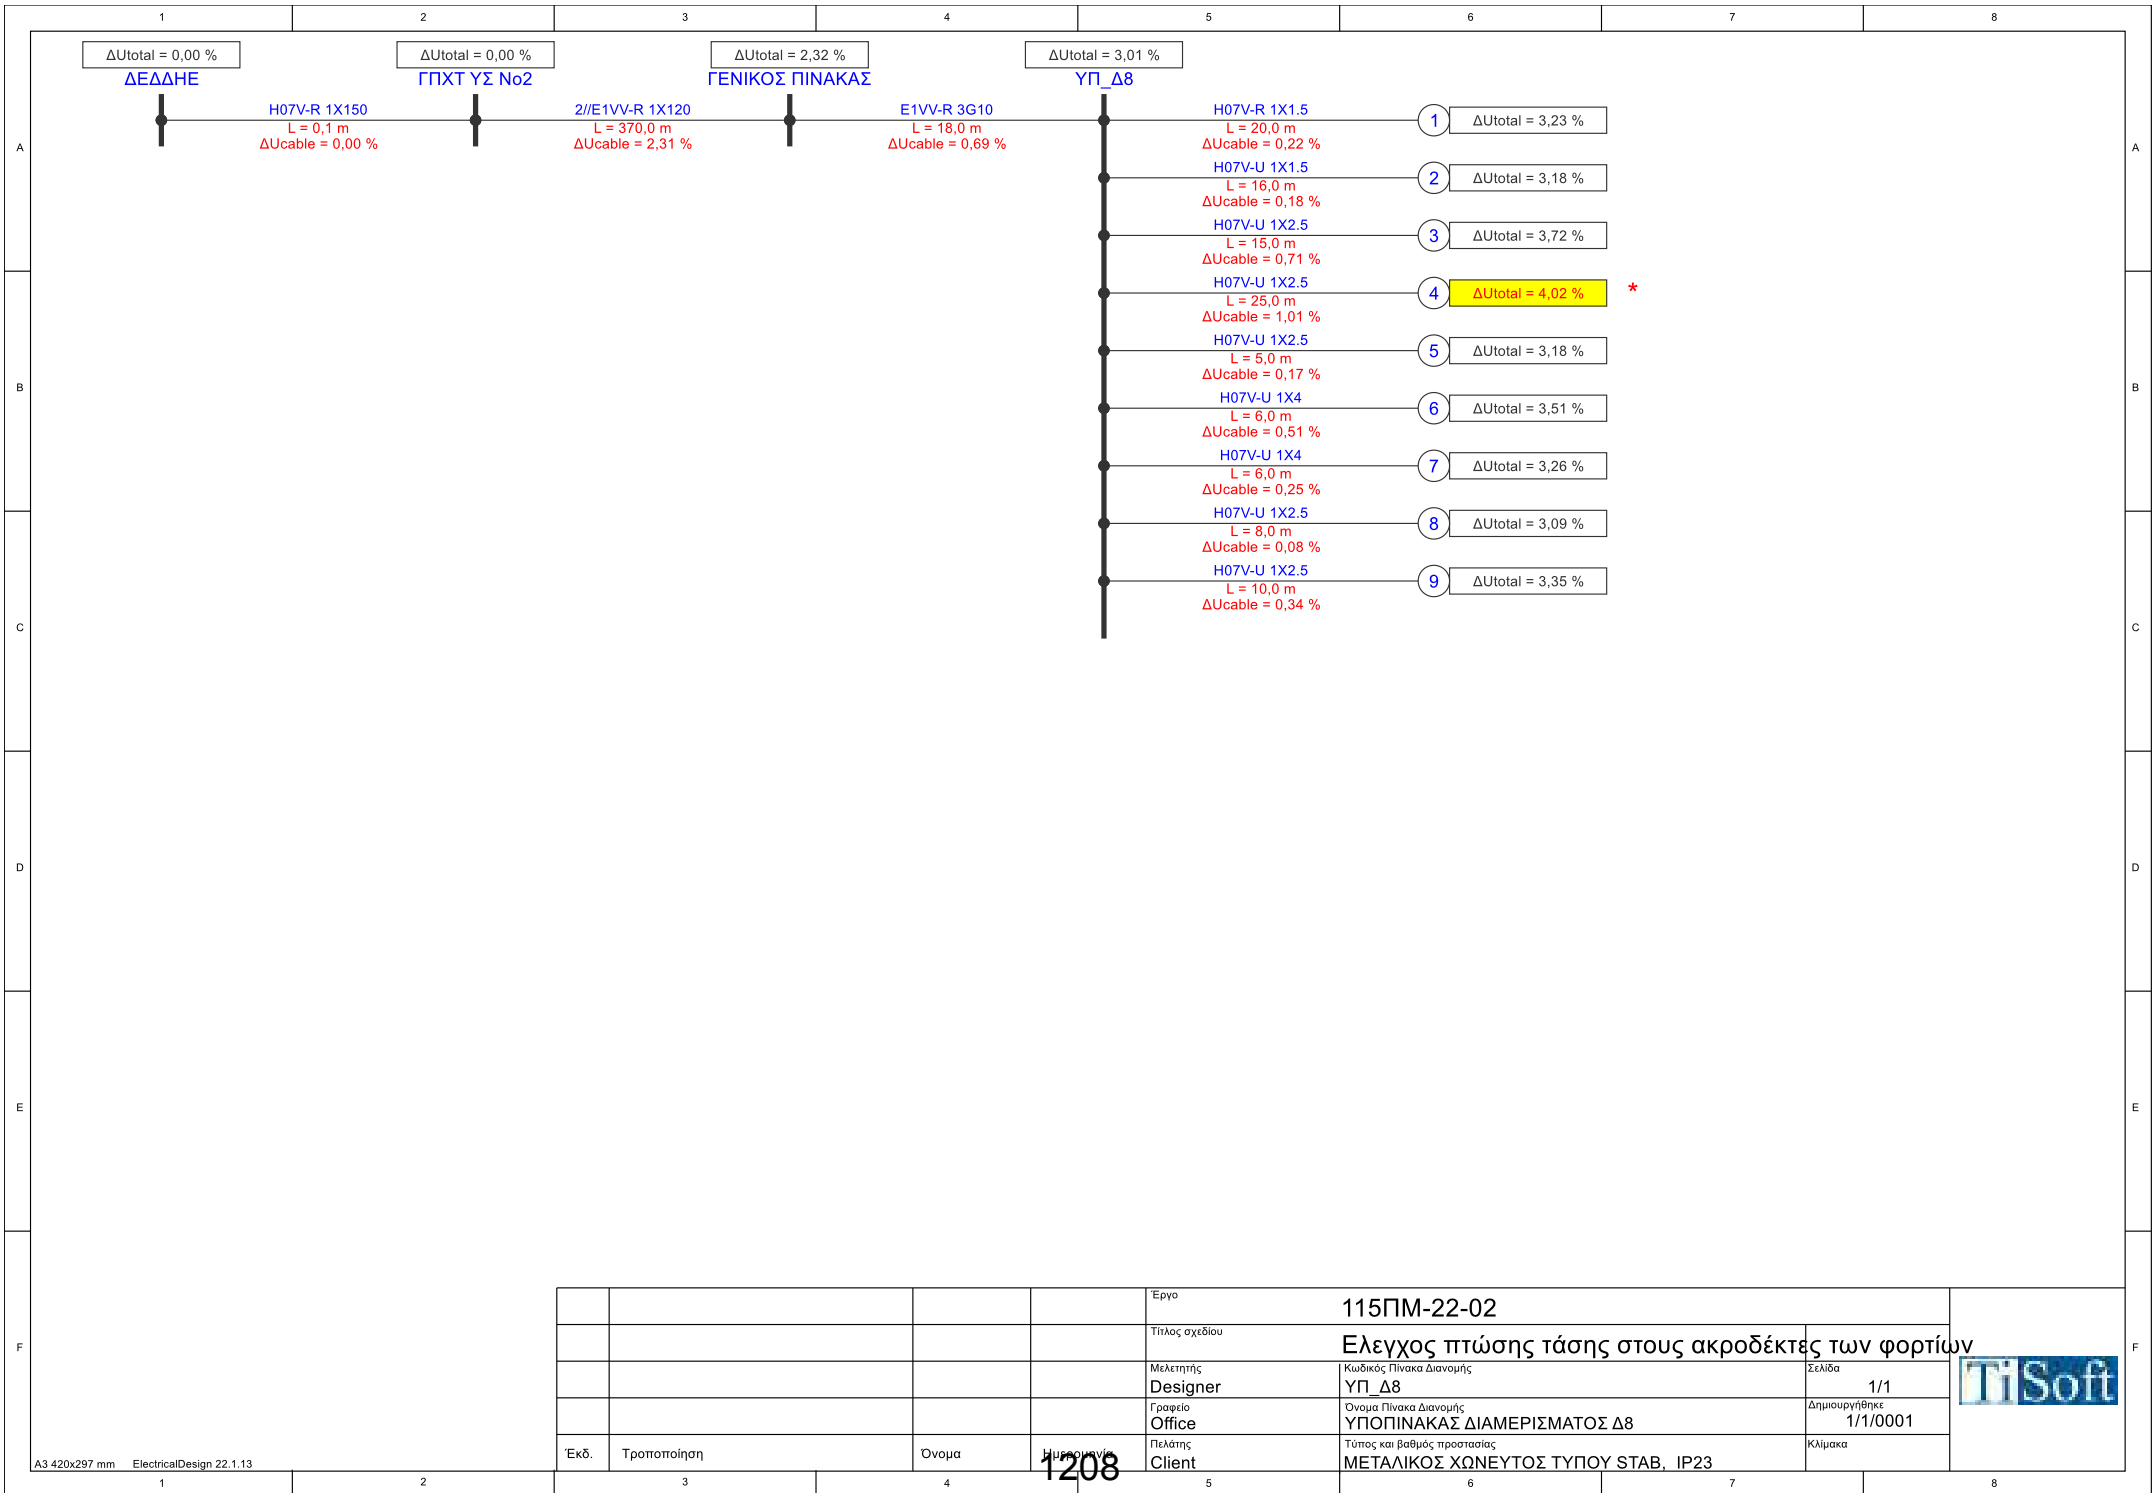 1 2 3 4 5 6 7 8
ΔUtotal = 0,00 % ΔUtotal = 0,00 % ΔUtotal = 2,32 % ΔUtotal = 3,01 %
ΔΕΔΔΗΕ ΓΠΧΤ ΥΣ Νο2 ΓΕΝΙΚΟΣ ΠΙΝΑΚΑΣ ΥΠ_Δ8
H07V-R 1X150 2//E1VV-R 1X120 E1VV-R 3G10 H07V-R 1X1.5
1 ΔUtotal = 3,23 %
L = 0,1 m L = 370,0 m L = 18,0 m L = 20,0 m
A ΔUcable = 0,00 % ΔUcable = 2,31 % ΔUcable = 0,69 % ΔUcable = 0,22 % A
H07V-U 1X1.5
2 ΔUtotal = 3,18 %
L = 16,0 m
ΔUcable = 0,18 %
H07V-U 1X2.5
3 ΔUtotal = 3,72 %
L = 15,0 m
ΔUcable = 0,71 %
H07V-U 1X2.5
4 ΔUtotal = 4,02 % *
L = 25,0 m
ΔUcable = 1,01 %
H07V-U 1X2.5
5 ΔUtotal = 3,18 %
L = 5,0 m
ΔUcable = 0,17 %
B B
H07V-U 1X4
6 ΔUtotal = 3,51 %
L = 6,0 m
ΔUcable = 0,51 %
H07V-U 1X4
7 ΔUtotal = 3,26 %
L = 6,0 m
ΔUcable = 0,25 %
H07V-U 1X2.5
8 ΔUtotal = 3,09 %
L = 8,0 m
ΔUcable = 0,08 %
H07V-U 1X2.5
9 ΔUtotal = 3,35 %
L = 10,0 m
ΔUcable = 0,34 %
C C
D D
E E
Έργο
115ΠΜ-22-02
Τίτλος σχεδίου
F Ελεγχος πτώσης τάσης στους ακροδέκτες των φορτίων F
Μελετητής Κωδικός Πίνακα Διανομής Σελίδα
Designer ΥΠ_Δ8 1/1
TiSoft
Γραφείο Όνομα Πίνακα Διανομής Δημιουργήθηκε
Office ΥΠΟΠΙΝΑΚΑΣ ΔΙΑΜΕΡΙΣΜΑΤΟΣ Δ8 1/1/0001
Πελάτης Τύπος και βαθμός προστασίας Κλίμακα
Έκδ. Τροποποίηση Όνομα Ημερομηνία
Client ΜΕΤΑΛΙΚΟΣ ΧΩΝΕΥΤΟΣ ΤΥΠΟΥ STAB, IP23
A3 420x297 mm ElectricalDesign 22.1.13 1208
1 2 3 4 5 6 7 8